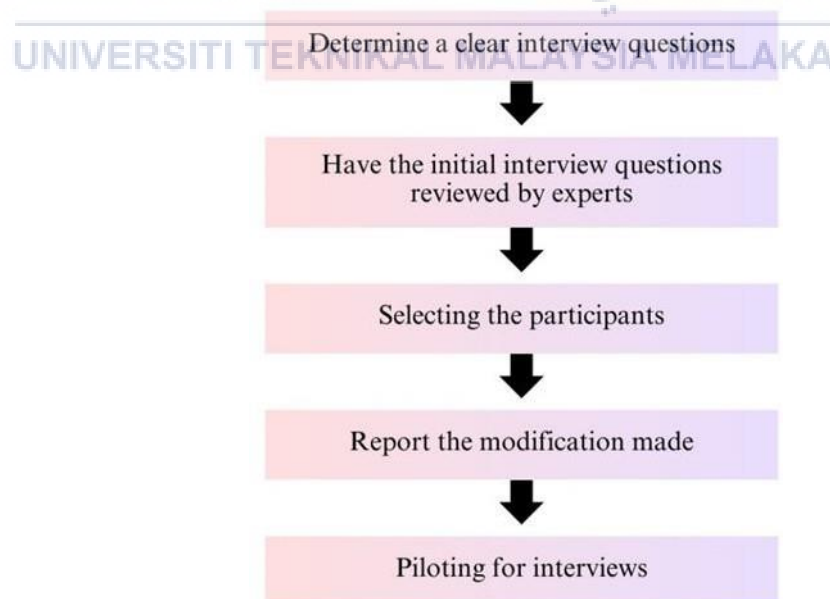 Determine a clear interview questions
UNIVERSITI TEKNIKAL MALAYSIA MELAKA
Have the initial interview questions
reviewed by experts
Selecting the participants
Report the modification made
Piloting for interviews